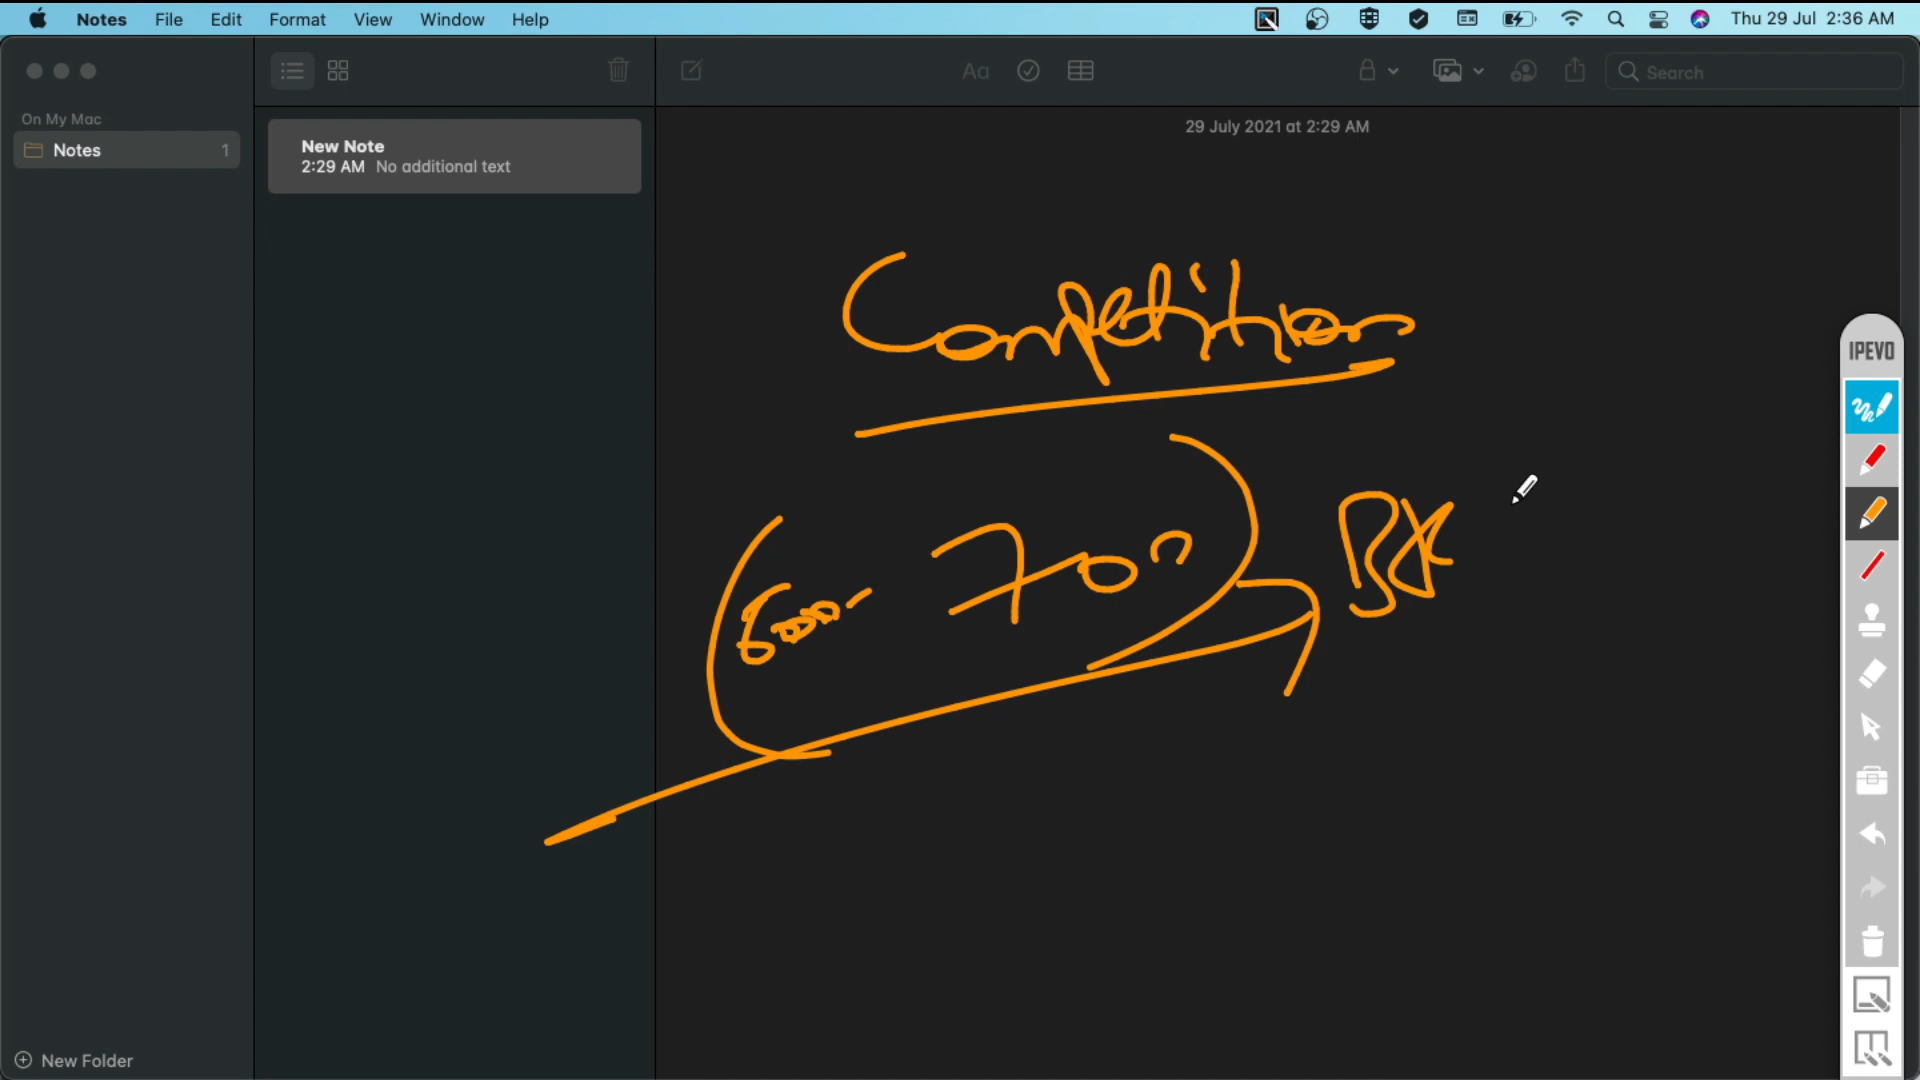 Notes File Edit Format View Window Help Thu 29 Jul 2:36 AM
Aa Search
On My Mac
Notes 1
New Note
2:29 AM No additional text
29 July 2021 at 2:29 AM
Competition
600- 700
IPEVO
New Folder